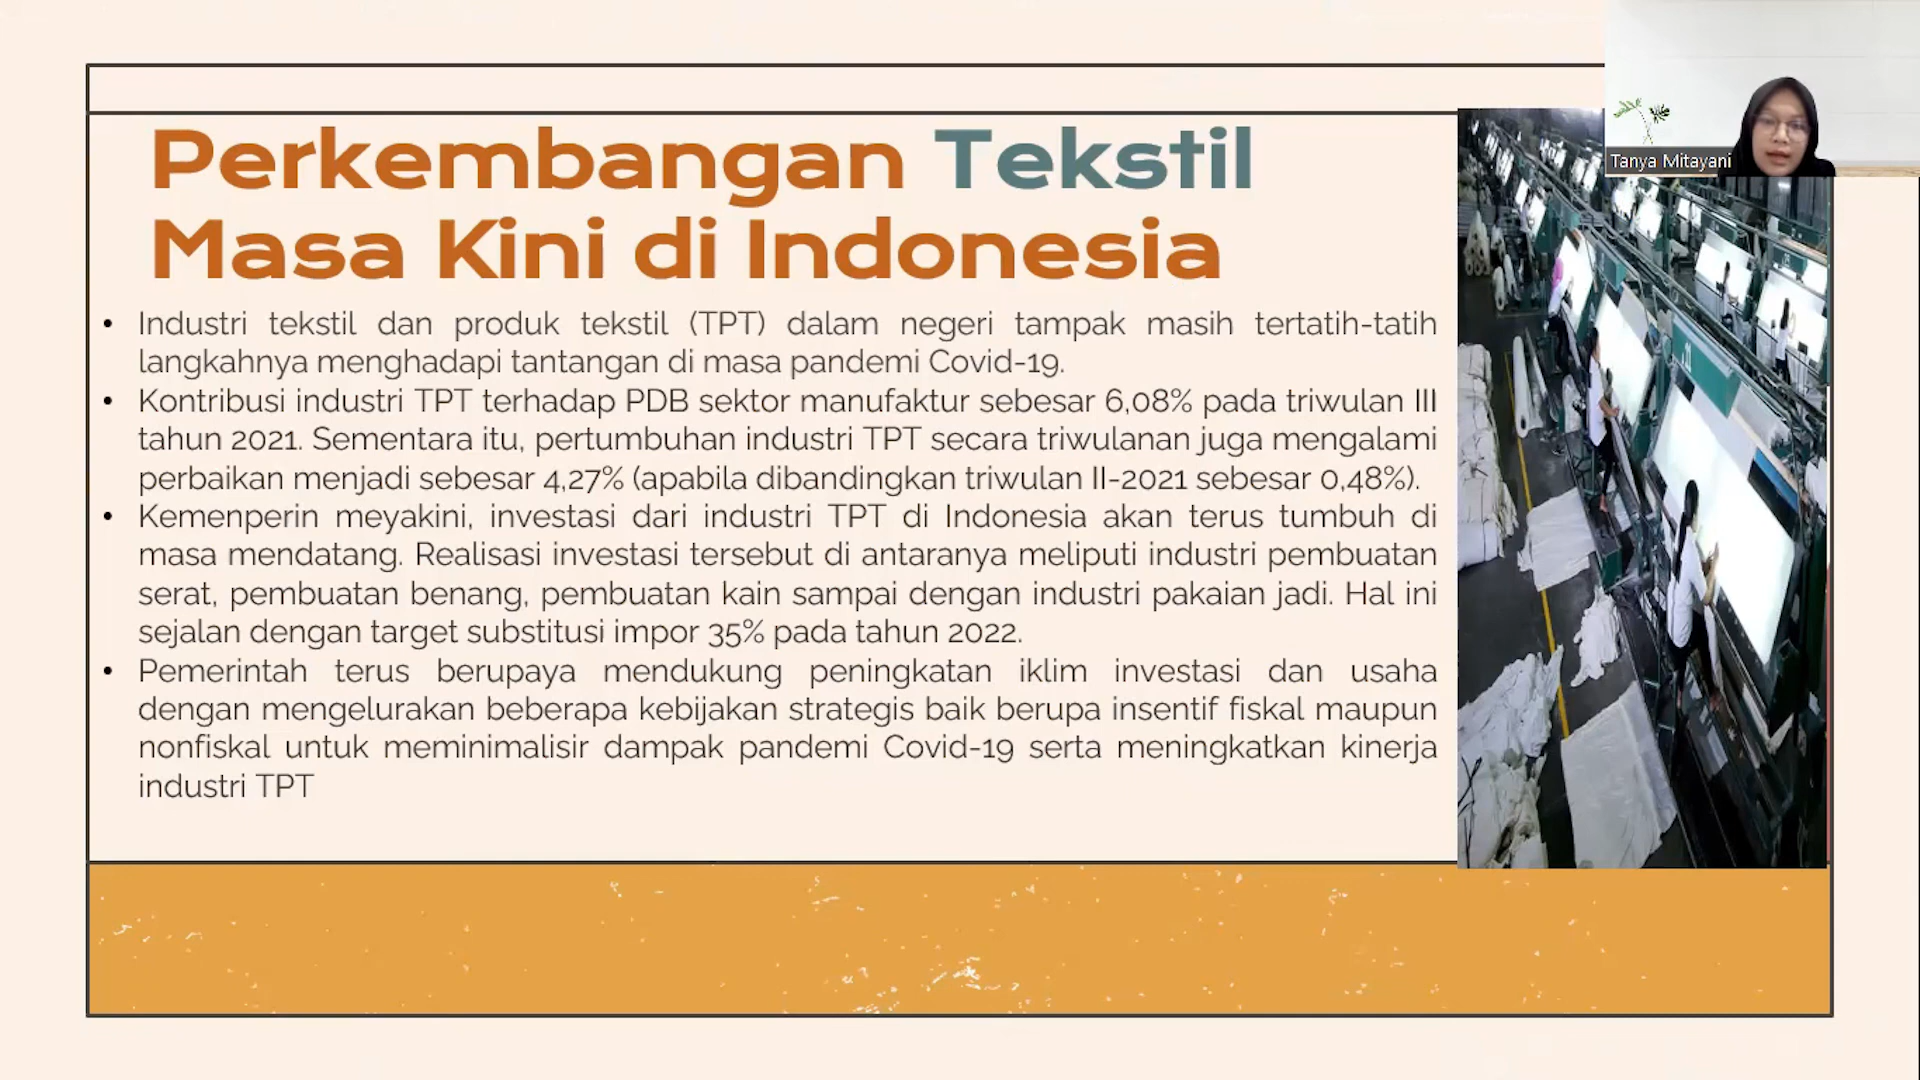 Perkembangan Tekstil
Masa Kini di Indonesia
Tanya Mitayani
• Industri tekstil dan produk tekstil (TPT) dalam negeri tampak masih tertatih-tatih
langkahnya menghadapi tantangan di masa pandemi Covid-19.
• Kontribusi industri TPT terhadap PDB sektor manufaktur sebesar 6,08% pada triwulan III
tahun 2021. Sementara itu, pertumbuhan industri TPT secara triwulanan juga mengalami
perbaikan menjadi sebesar 4,27% (apabila dibandingkan triwulan II-2021 sebesar 0,48%).
• Kemenperin meyakini, investasi dari industri TPT di Indonesia akan terus tumbuh di
masa mendatang. Realisasi investasi tersebut di antaranya meliputi industri pembuatan
serat, pembuatan benang, pembuatan kain sampai dengan industri pakaian jadi. Hal ini
sejalan dengan target substitusi impor 35% pada tahun 2022.
• Pemerintah terus berupaya mendukung peningkatan iklim investasi dan usaha
dengan mengelurakan beberapa kebijakan strategis baik berupa insentif fiskal maupun
nonfiskal untuk meminimalisir dampak pandemi Covid-19 serta meningkatkan kinerja
industri TPT